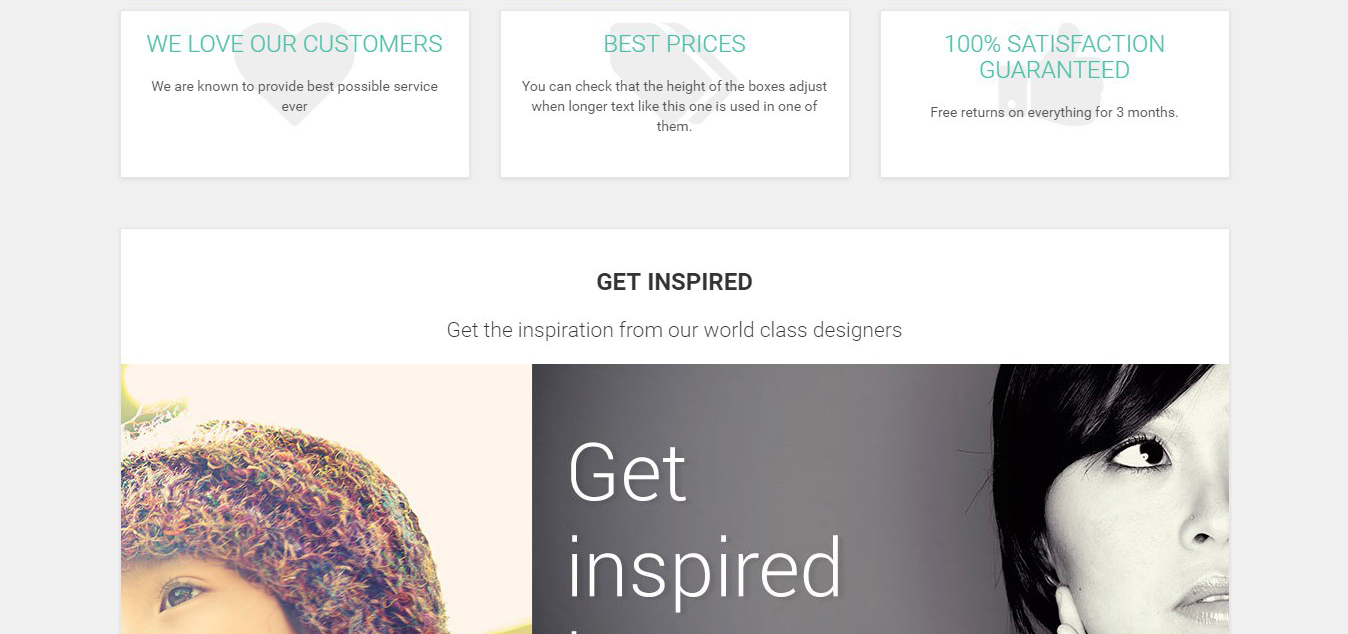 WE LOVE OUR CUSTOMERS
We are known to provide best possible service
ever
BEST PRICES
You can check that the height of the boxes adjust
when longer text like this one is used in one of
them.
100% SATISFACTION
GUARANTEED
Free returns on everything for 3 months.
GET INSPIRED
Get the inspiration from our world class designers
Get
inspired